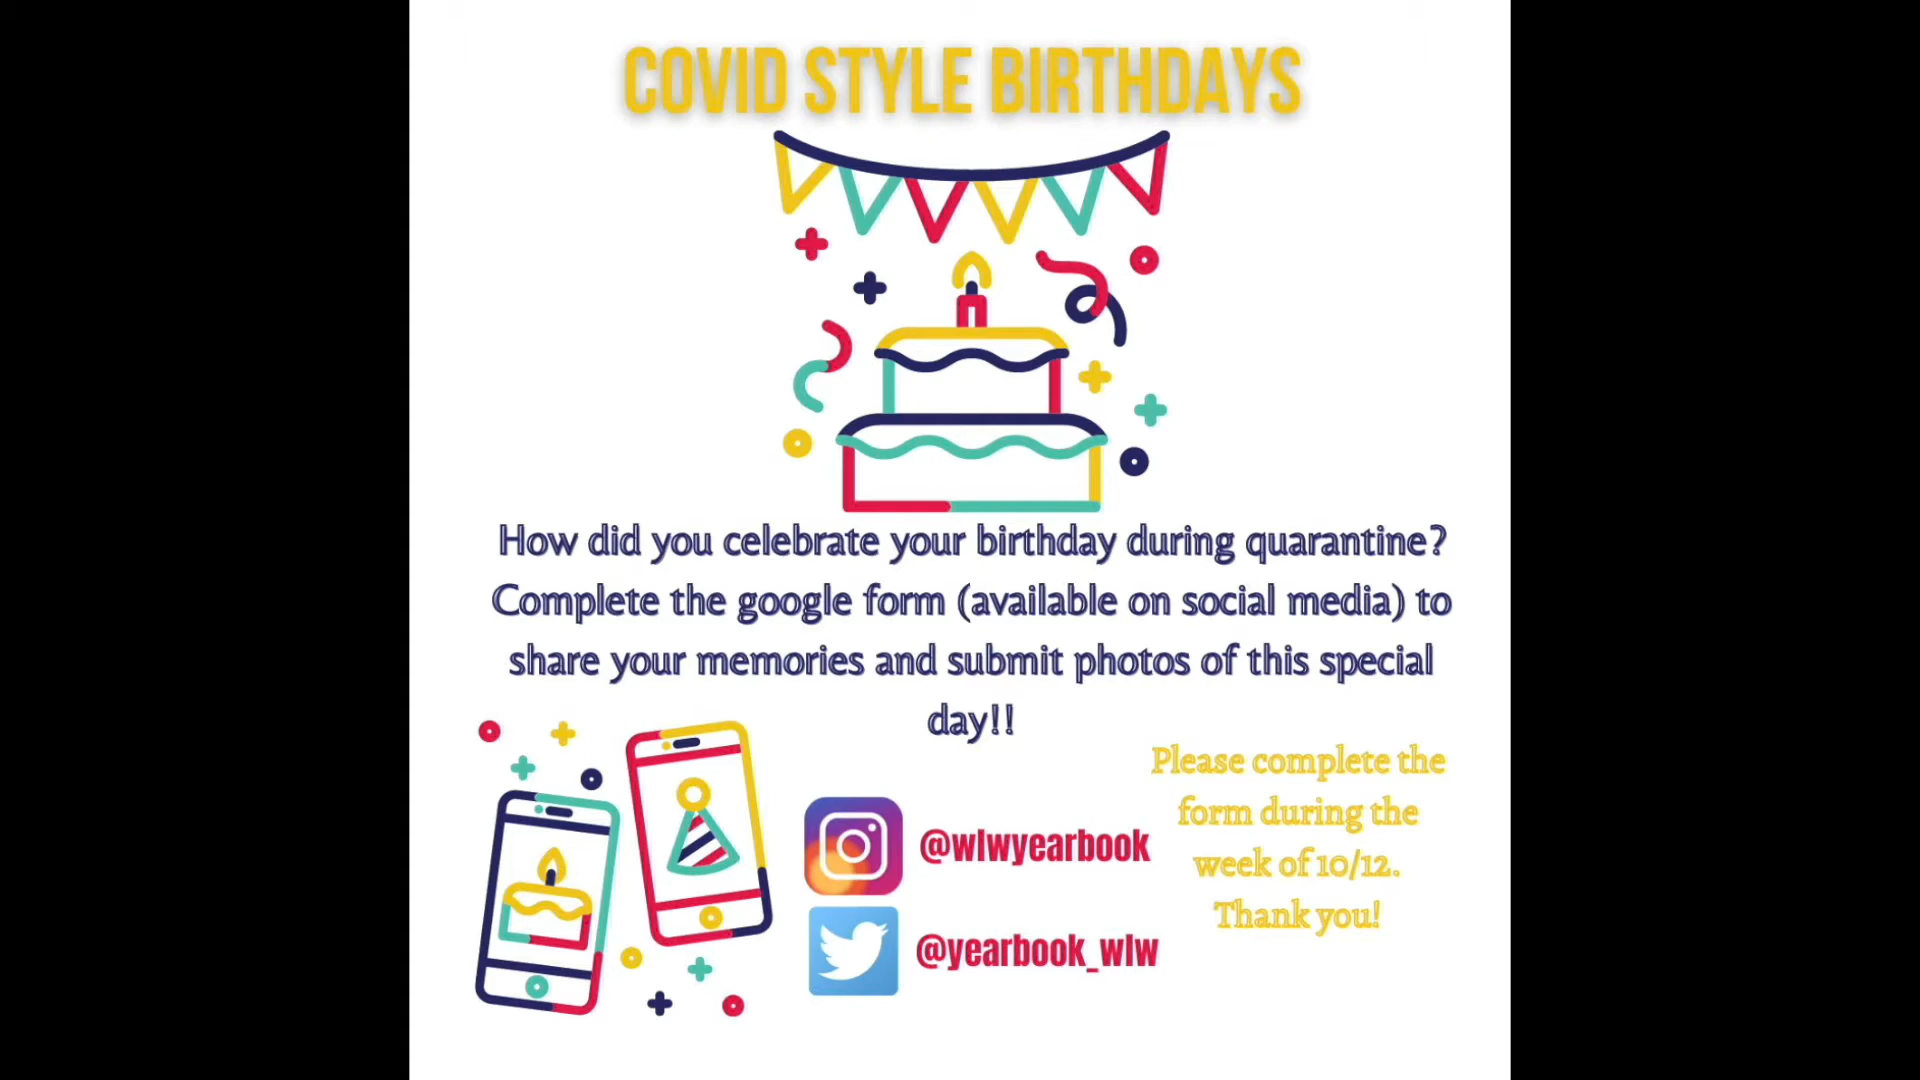 COVID STYLE BIRTHDAYS
How did you celebrate your birthday during quarantine?
Complete the google form (available on social media) to
share your memories and submit photos of this special
day!!
Please complete the
form during the
week of 10/12.
Thank you!
@wlwyearbook
@yearbook_wlw